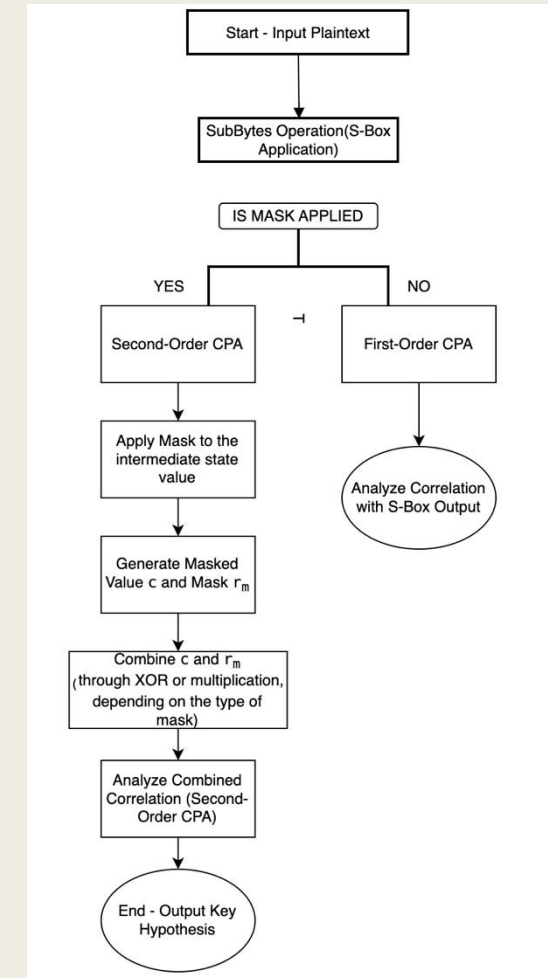 Start - Input Plaintext
SubBytes Operation(S-Box
Application)
IS MASK APPLIED
YES
NO
Second-Order CPA
First-Order CPA
Apply Mask to the
intermediate state
value
Analyze Correlation
with S-Box Output
Generate Masked
Value c and Mask rₘ
Combine c and rₘ
(through XOR or multiplication,
depending on the type of
mask)
Analyze Combined
Correlation (Second-
Order CPA)
End - Output Key
Hypothesis